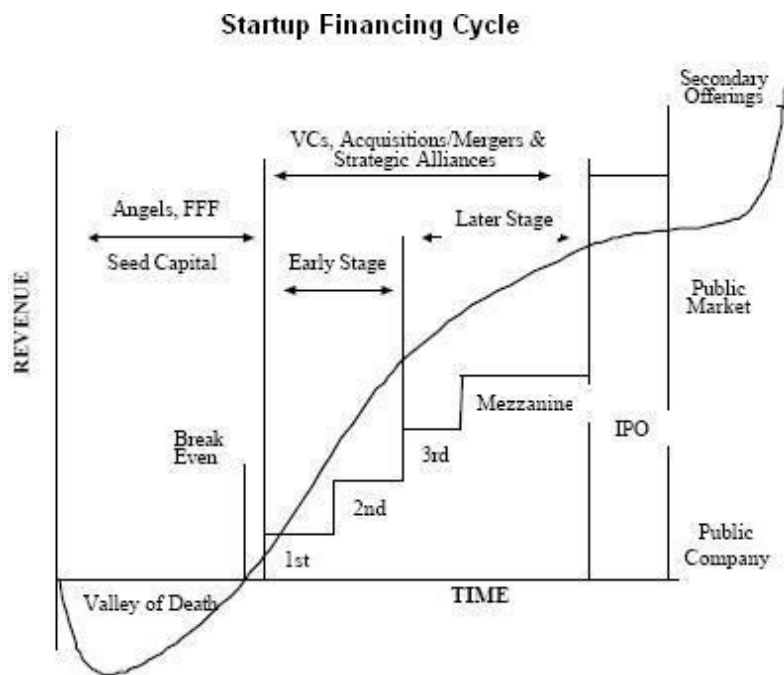 Startup Financing Cycle
Secondary
Offerings
VCs, Acquisitions/Mergers &
Strategic Alliances
Angels, FFF
Later Stage
Seed Capital
Early Stage
REVENUE
Public
Market
Mezzanine
Break
Even
IPO
3rd
2nd
Public
Company
1st
Valley of Death
TIME